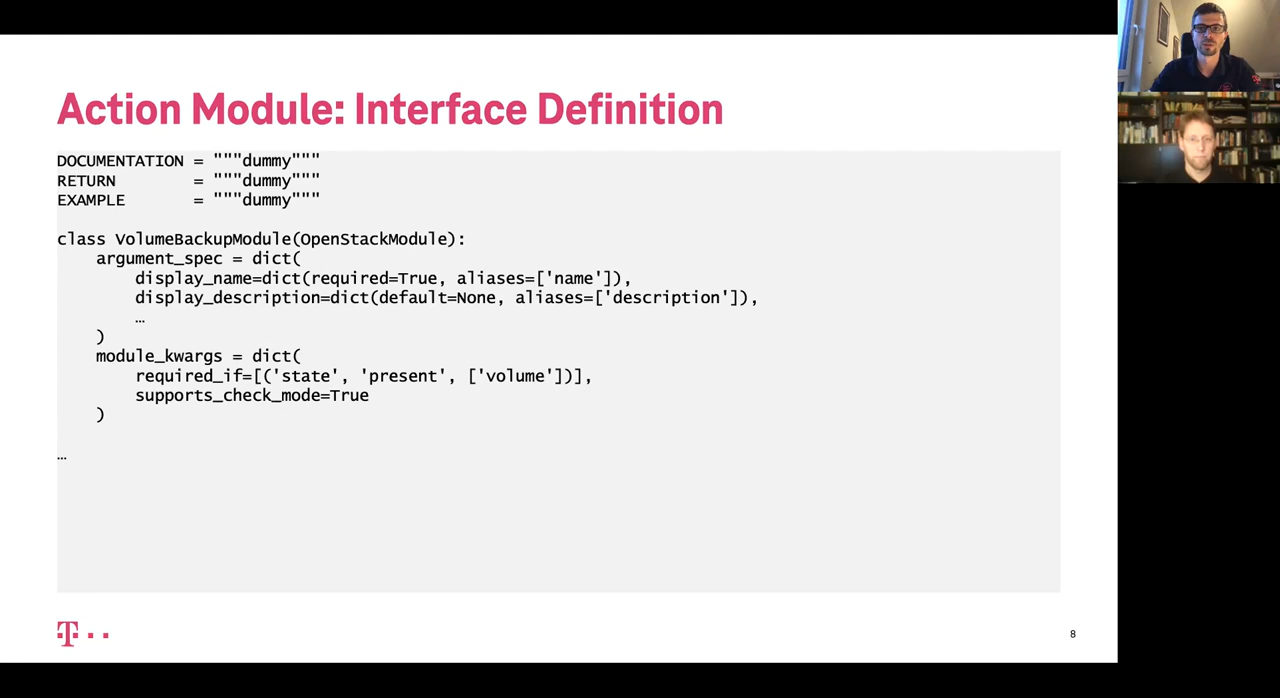 Action Module: Interface Definition
DOCUMENTATION = """dummy"""
RETURN        = """dummy"""
EXAMPLE       = """dummy"""
class VolumeBackupModule(OpenStackModule):
    argument_spec = dict(
        display_name=dict(required=True, aliases=['name']),
        display_description=dict(default=None, aliases=['description']),
        …
    )
    module_kwargs = dict(
        required_if=[('state', 'present', ['volume'])],
        supports_check_mode=True
    )
…
T
8